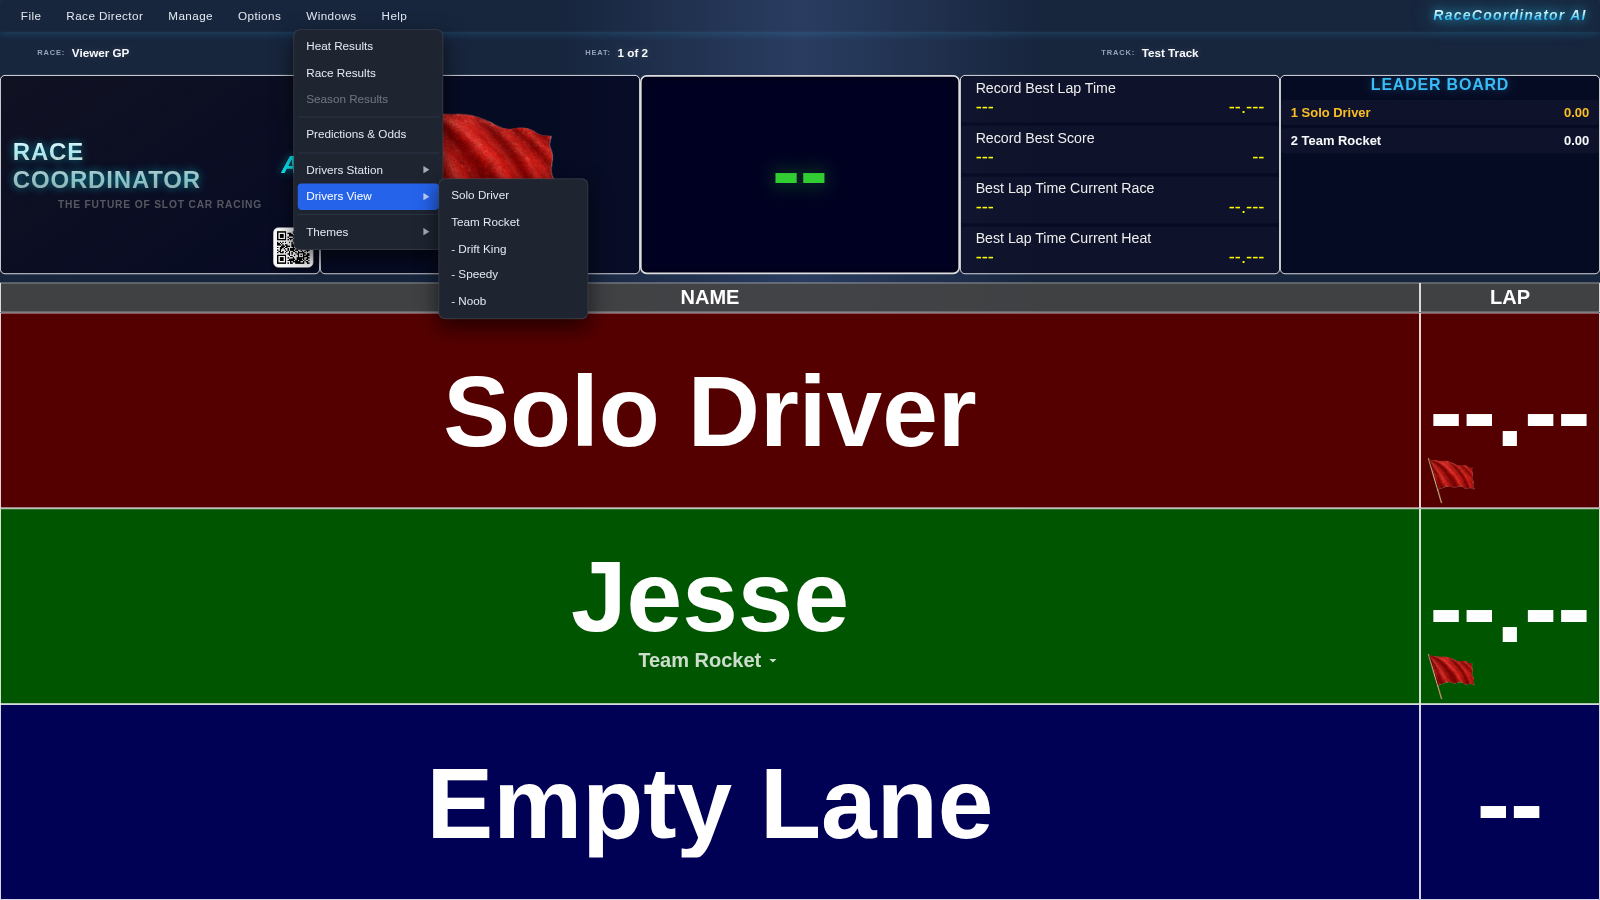 File Race Director Manage Options Windows Help RaceCoordinator AI
RACE: Viewer GP HEAT: 1 of 2 TRACK: Test Track
Heat Results
Race Results
Season Results
Predictions & Odds
Drivers Station
Drivers View
Themes
Solo Driver
Team Rocket
- Drift King
- Speedy
- Noob
RACE
COORDINATOR
THE FUTURE OF SLOT CAR RACING
--
Record Best Lap Time
--- --.---
Record Best Score
--- --
Best Lap Time Current Race
--- --.---
Best Lap Time Current Heat
--- --.---
LEADER BOARD
1 Solo Driver 0.00
2 Team Rocket 0.00
NAME LAP
Solo Driver --.--
Jesse --.--
Team Rocket
Empty Lane --